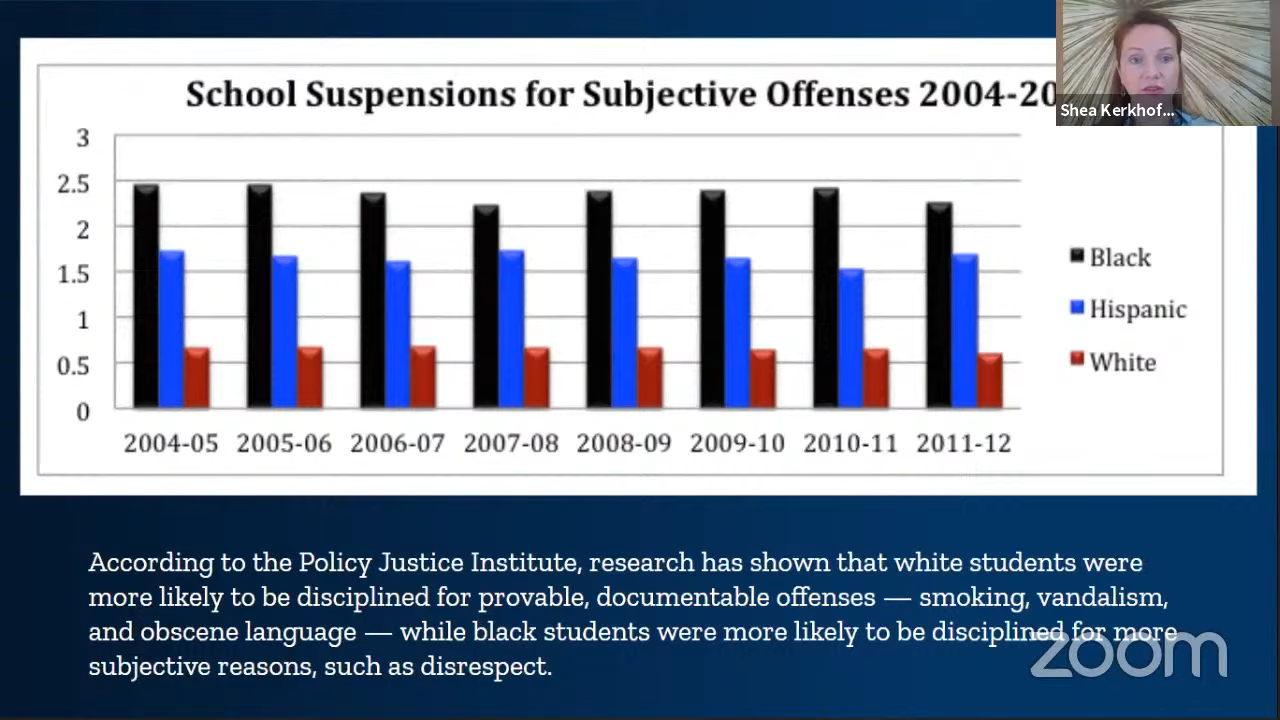 School Suspensions for Subjective Offenses 2004-20
Shea Kerkhof...
3
2.5
2
1.5
1
0.5
0
2004-05 2005-06 2006-07 2007-08 2008-09 2009-10 2010-11 2011-12
Black
Hispanic
White
According to the Policy Justice Institute, research has shown that white students were
more likely to be disciplined for provable, documentable offenses — smoking, vandalism,
and obscene language — while black students were more likely to be disciplined for more
subjective reasons, such as disrespect.
zoom